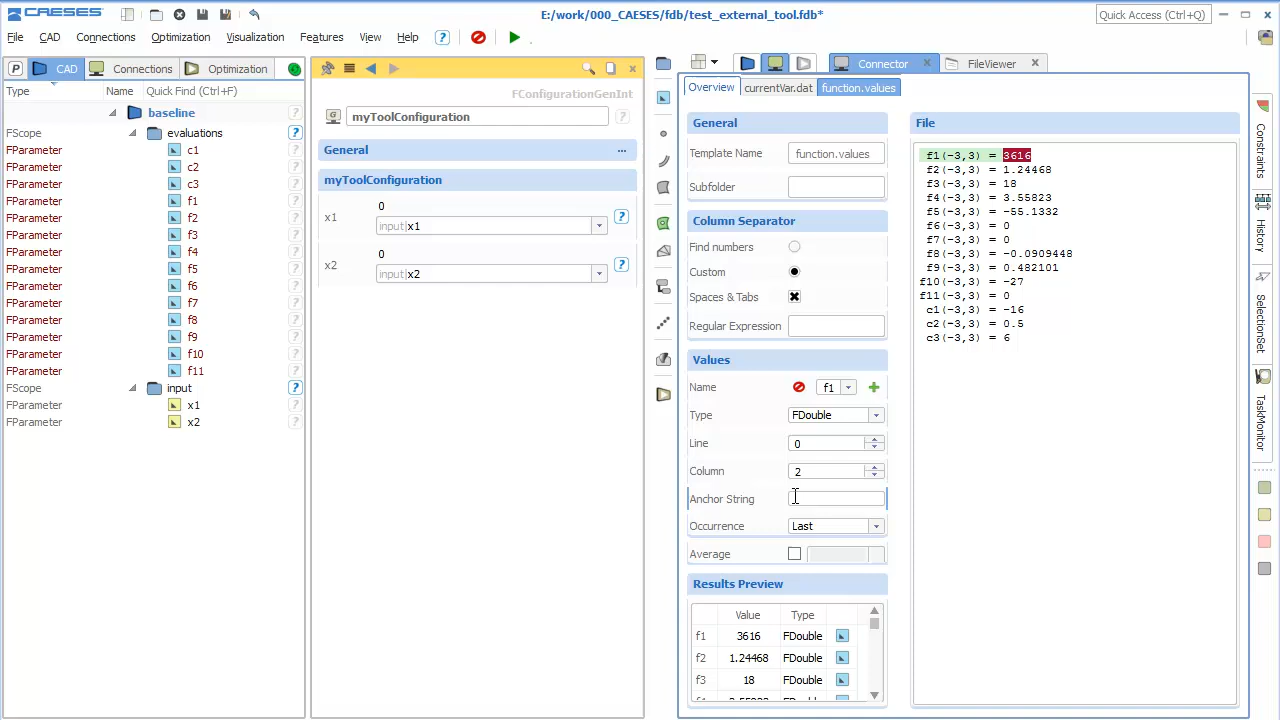 CAESES
E:/work/000_CAESES/fdb/test_external_tool.fdb*
Quick Access (Ctrl+Q)
File CAD Connections Optimization Visualization Features View Help ?
P CAD Connections Optimization
Connector
FileViewer
Type Name Quick Find (Ctrl+F)
baseline ?
FScope evaluations ?
FParameter c1 ?
FParameter c2 ?
FParameter c3 ?
FParameter f1 ?
FParameter f2 ?
FParameter f3 ?
FParameter f4 ?
FParameter f5 ?
FParameter f6 ?
FParameter f7 ?
FParameter f8 ?
FParameter f9 ?
FParameter f10 ?
FParameter f11 ?
FScope input ?
FParameter x1 ?
FParameter x2 ?
FConfigurationGenInt
myToolConfiguration ?
General ...
myToolConfiguration
0
x1 input|x1 ?
0
x2 input|x2 ?
Overview currentVar.dat function.values
General
Template Name function.values
Subfolder
Column Separator
Find numbers
Custom
Spaces & Tabs
Regular Expression
Values
Name f1
Type FDouble
Line 0
Column 2
Anchor String
Occurrence Last
Average
Results Preview
Value Type
f1 3616 FDouble
f2 1.24468 FDouble
f3 18 FDouble
File
f1(-3,3) = 3616
f2(-3,3) = 1.24468
f3(-3,3) = 18
f4(-3,3) = 3.55823
f5(-3,3) = -55.1332
f6(-3,3) = 0
f7(-3,3) = 0
f8(-3,3) = -0.0909448
f9(-3,3) = 0.482101
f10(-3,3) = -27
f11(-3,3) = 0
c1(-3,3) = -16
c2(-3,3) = 0.5
c3(-3,3) = 6
Constraints
History
SelectionSet
TaskMonitor